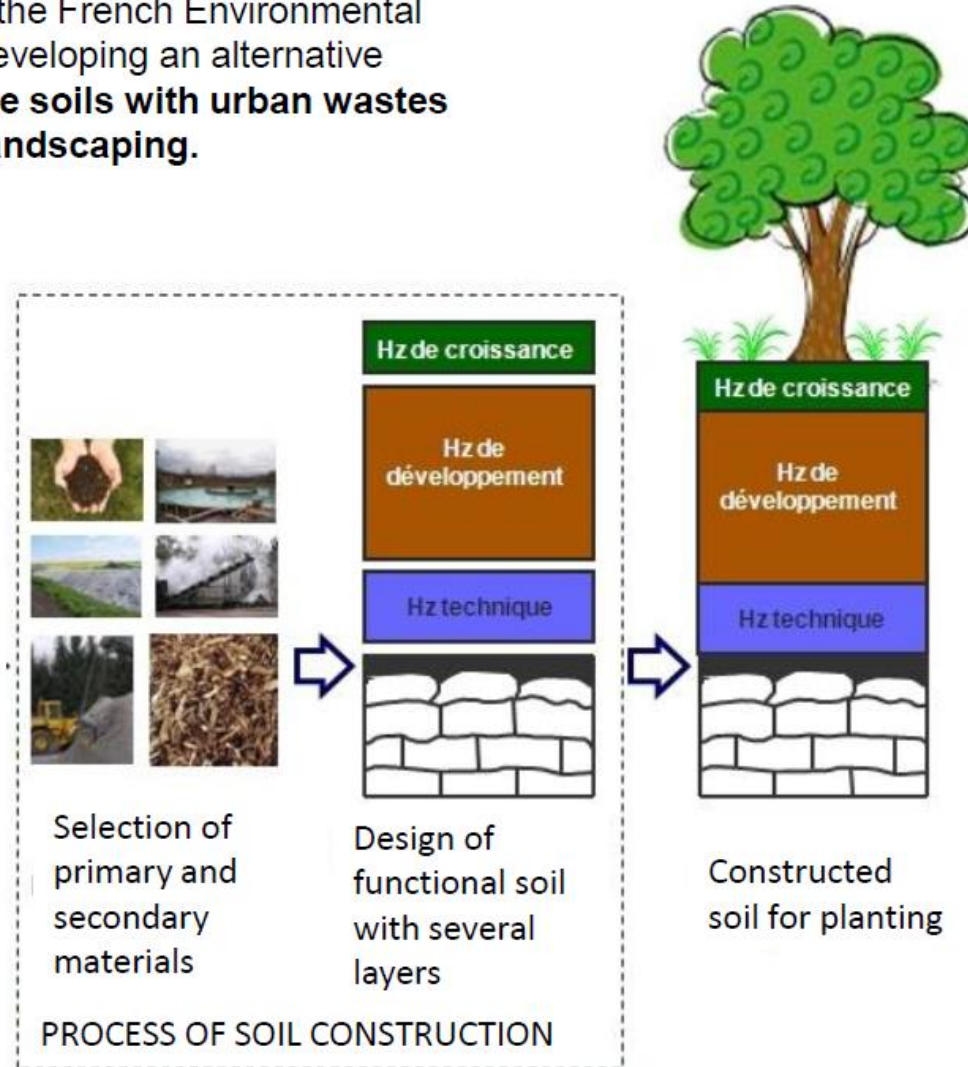 the French Environmental
eveloping an alternative
e soils with urban wastes
andscaping.
Hz de croissance
Hz de
développement
Hz technique
Hz de croissance
Hz de
développement
Hz technique
Selection of
primary and
secondary
materials
Design of
functional soil
with several
layers
Constructed
soil for planting
PROCESS OF SOIL CONSTRUCTION